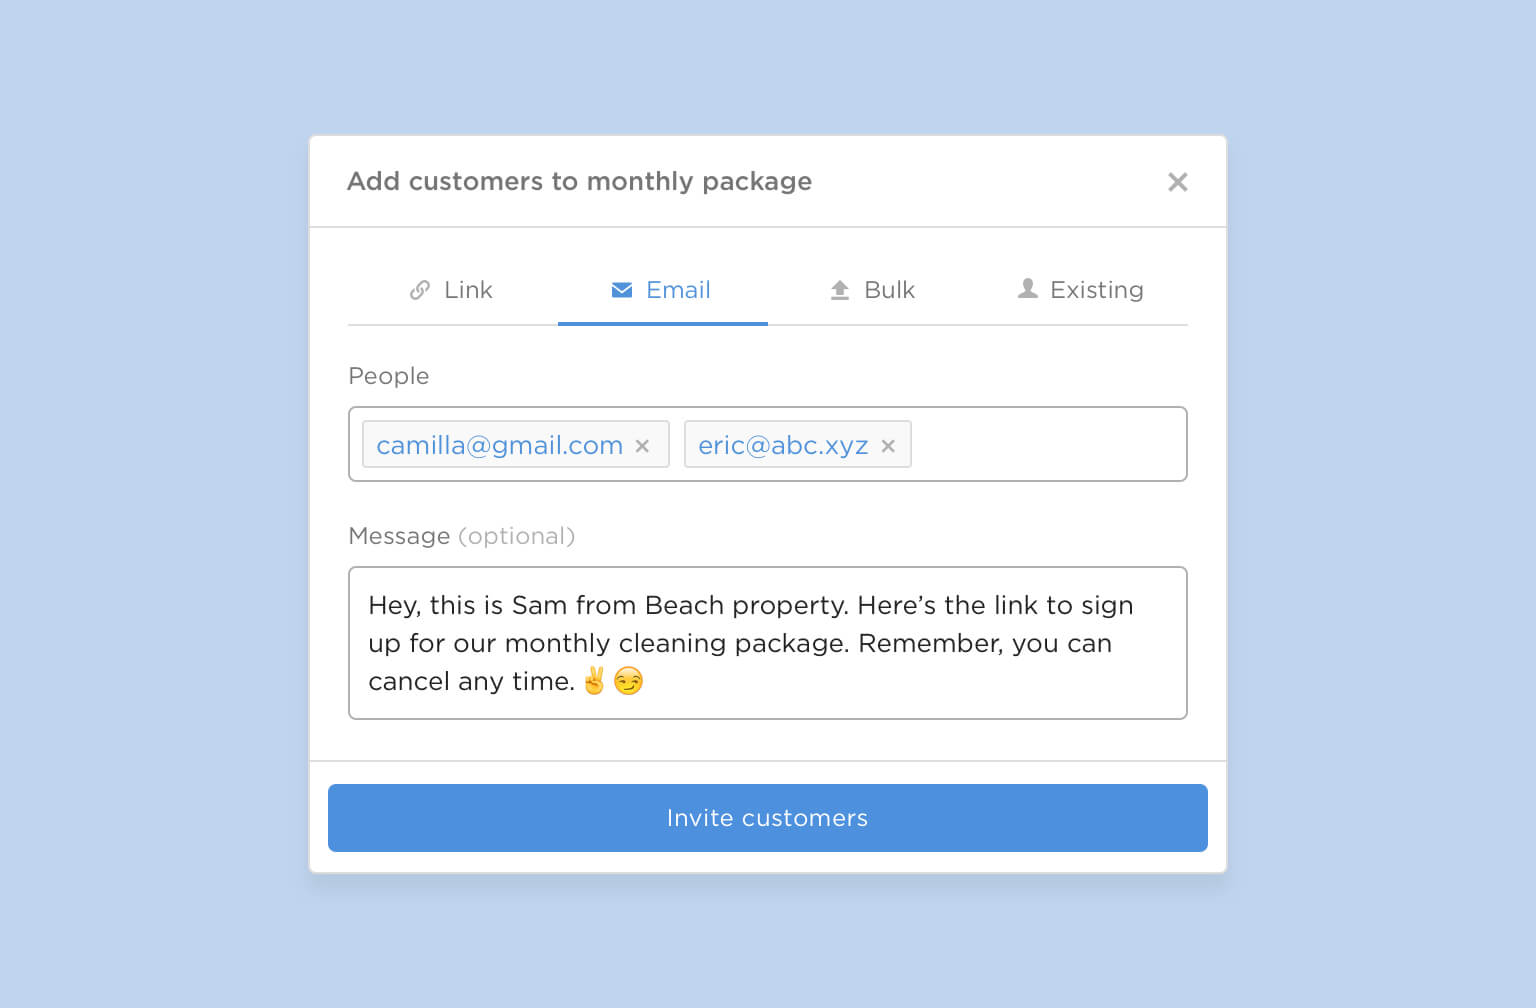 Add customers to monthly package
Link Email Bulk Existing
People
camilla@gmail.com eric@abc.xyz
Message (optional)
Hey, this is Sam from Beach property. Here’s the link to sign
up for our monthly cleaning package. Remember, you can
cancel any time. ✌️😏
Invite customers